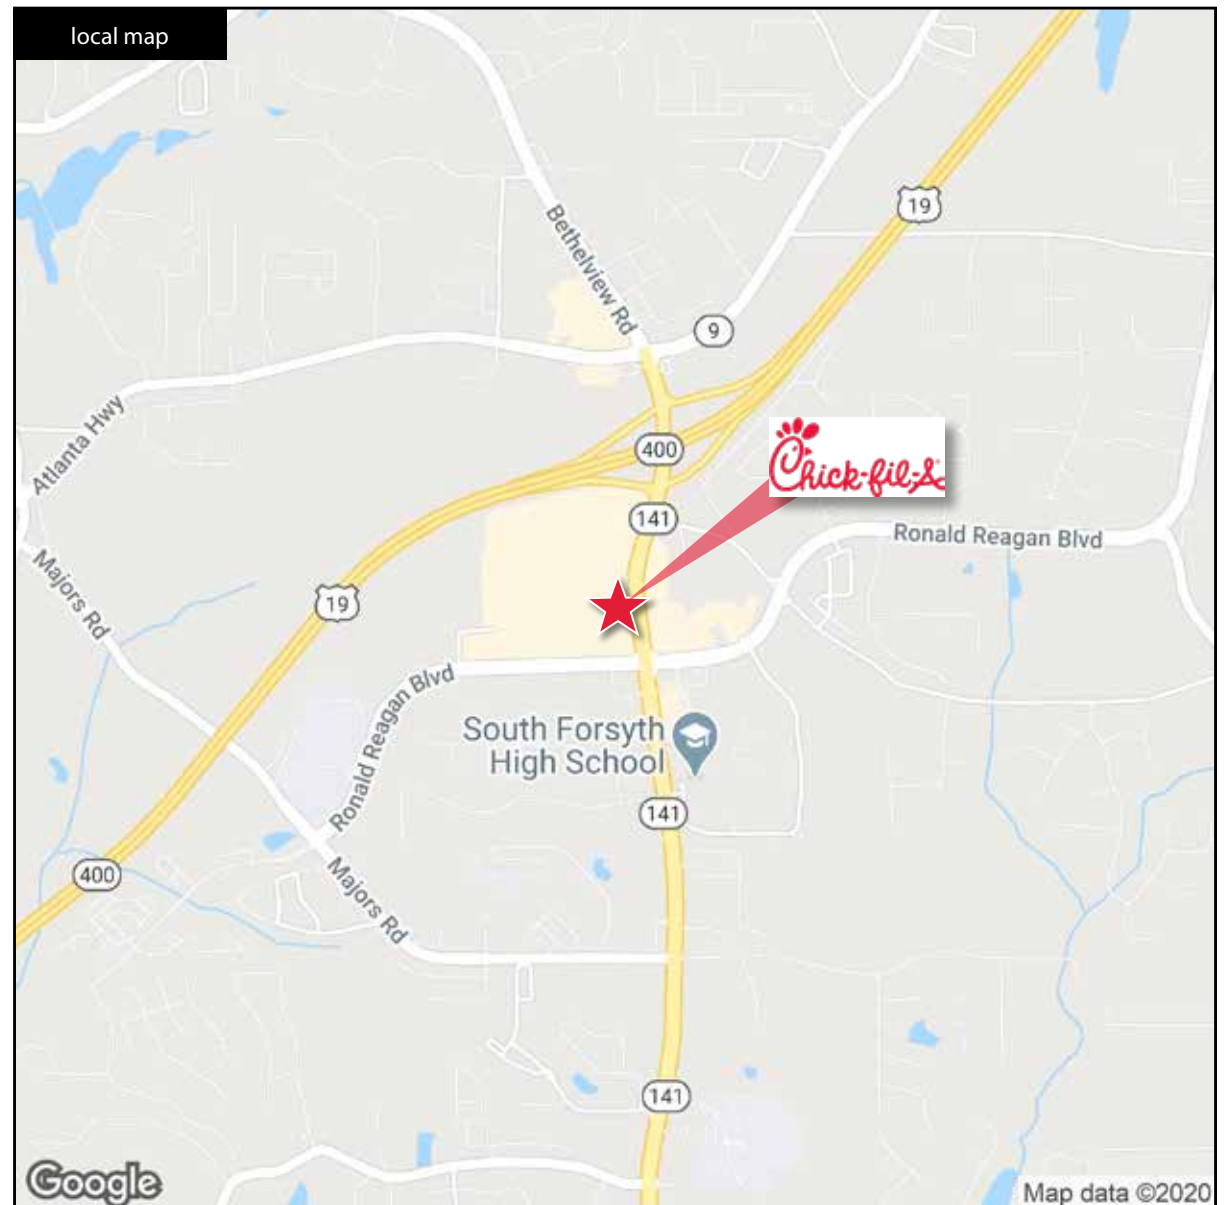 local map
19
Bethelview Rd
9
Atlanta Hwy
400
Chick-fil-A
141
Ronald Reagan Blvd
Majors Rd
19
Ronald Reagan Blvd
South Forsyth
High School
141
400
Majors Rd
141
Google
Map data ©2020